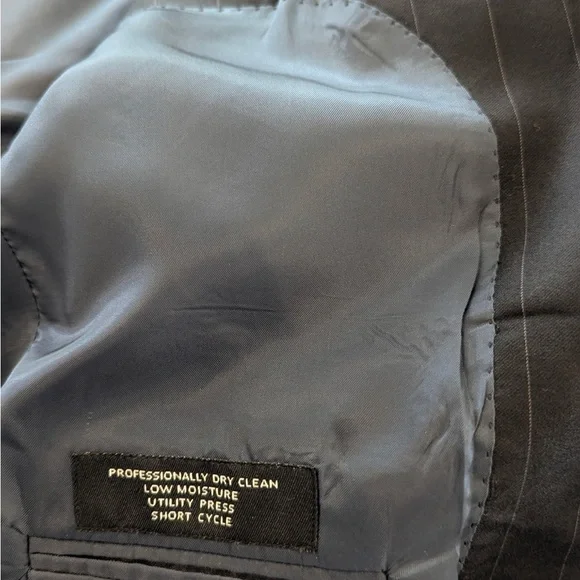 PROFESSIONALLY DRY CLEAN
LOW MOISTURE
UTILITY PRESS
SHORT CYCLE